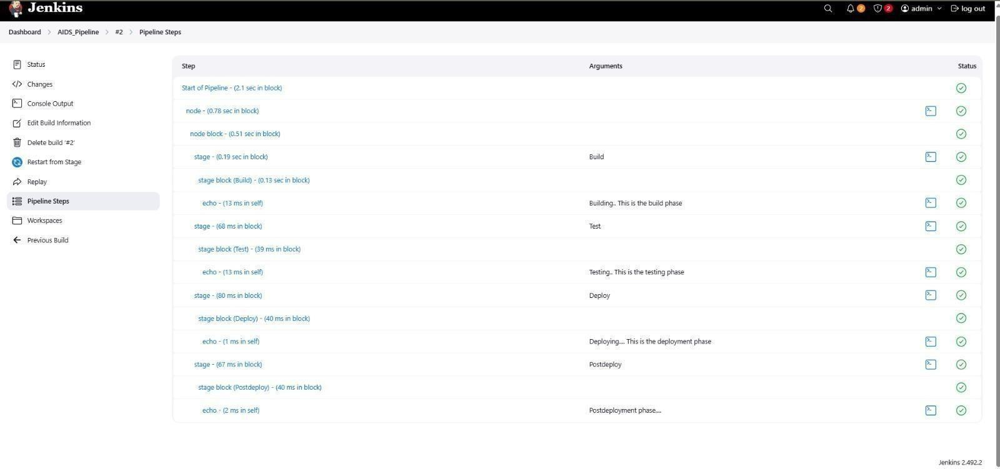 Jenkins
2 2 admin log out
Dashboard AIDS_Pipeline #2 Pipeline Steps
Status
Changes
Console Output
Edit Build Information
Delete build '#2'
Restart from Stage
Replay
Pipeline Steps
Workspaces
Previous Build
Step Arguments Status
Start of Pipeline - (2.1 sec in block)
node - (0.78 sec in block)
node block - (0.51 sec in block)
stage - (0.19 sec in block) Build
stage block (Build) - (0.13 sec in block)
echo - (13 ms in self) Building.. This is the build phase
stage - (68 ms in block) Test
stage block (Test) - (39 ms in block)
echo - (13 ms in self) Testing.. This is the testing phase
stage - (80 ms in block) Deploy
stage block (Deploy) - (40 ms in block)
echo - (1 ms in self) Deploying.... This is the deployment phase
stage - (67 ms in block) Postdeploy
stage block (Postdeploy) - (40 ms in block)
echo - (2 ms in self) Postdeployment phase....
Jenkins 2.492.2